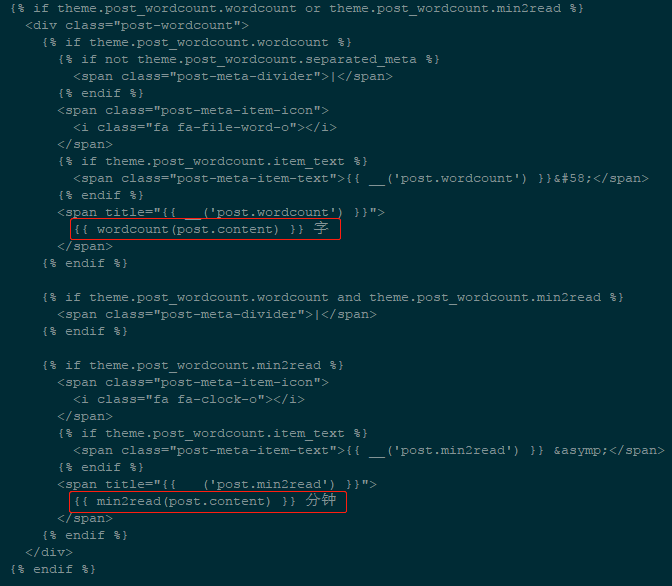 {% if theme.post_wordcount.wordcount or theme.post_wordcount.min2read %}
<div class="post-wordcount">
{% if theme.post_wordcount.wordcount %}
{% if not theme.post_wordcount.separated_meta %}
<span class="post-meta-divider">|</span>
{% endif %}
<span class="post-meta-item-icon">
<i class="fa fa-file-word-o"></i>
</span>
{% if theme.post_wordcount.item_text %}
<span class="post-meta-item-text">{{ __('post.wordcount') }}&#58;</span>
{% endif %}
<span title="{{ __('post.wordcount') }}">
{{ wordcount(post.content) }} 字
</span>
{% endif %}
{% if theme.post_wordcount.wordcount and theme.post_wordcount.min2read %}
<span class="post-meta-divider">|</span>
{% endif %}
{% if theme.post_wordcount.min2read %}
<span class="post-meta-item-icon">
<i class="fa fa-clock-o"></i>
</span>
{% if theme.post_wordcount.item_text %}
<span class="post-meta-item-text">{{ __('post.min2read') }} &asymp;</span>
{% endif %}
<span title="{{ __('post.min2read') }}">
{{ min2read(post.content) }} 分钟
</span>
{% endif %}
</div>
{% endif %}